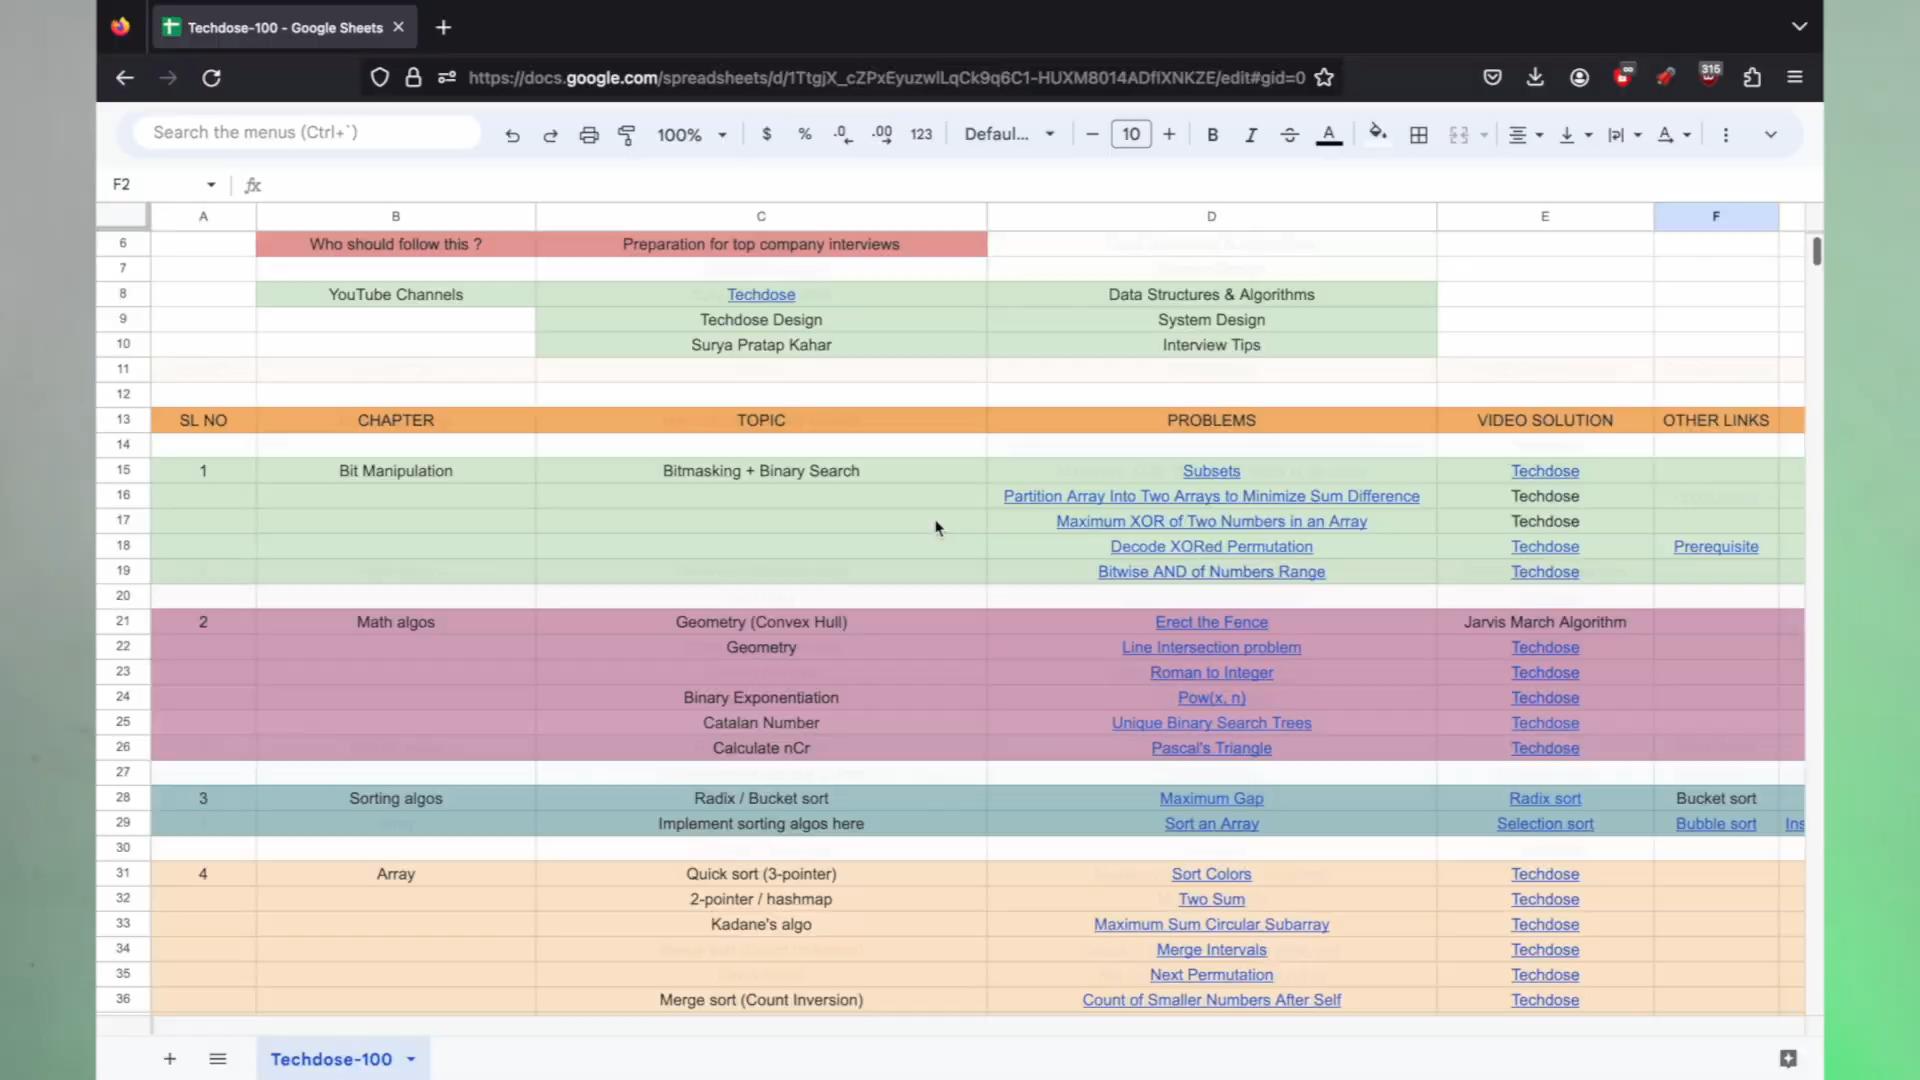 Techdose-100 - Google Sheets
https://docs.google.com/spreadsheets/d/1TtgjX_cZPxEyuzwlLqCk9q6C1-HUXM8014ADflXNKZE/edit#gid=0
315
Search the menus (Ctrl+`)
100% $ % .0 .00 123 Defaul... − 10 + B I A
F2 fx
A B C D E F
6 Who should follow this ? Preparation for top company interviews
7
8 YouTube Channels Techdose Data Structures & Algorithms
9 Techdose Design System Design
10 Surya Pratap Kahar Interview Tips
11
12
13 SL NO CHAPTER TOPIC PROBLEMS VIDEO SOLUTION OTHER LINKS
14
15 1 Bit Manipulation Bitmasking + Binary Search Subsets Techdose
16 Partition Array Into Two Arrays to Minimize Sum Difference Techdose
17 Maximum XOR of Two Numbers in an Array Techdose
18 Decode XORed Permutation Techdose Prerequisite
19 Bitwise AND of Numbers Range Techdose
20
21 2 Math algos Geometry (Convex Hull) Erect the Fence Jarvis March Algorithm
22 Geometry Line Intersection problem Techdose
23 Roman to Integer Techdose
24 Binary Exponentiation Pow(x, n) Techdose
25 Catalan Number Unique Binary Search Trees Techdose
26 Calculate nCr Pascal's Triangle Techdose
27
28 3 Sorting algos Radix / Bucket sort Maximum Gap Radix sort Bucket sort
29 Implement sorting algos here Sort an Array Selection sort Bubble sort Ins
30
31 4 Array Quick sort (3-pointer) Sort Colors Techdose
32 2-pointer / hashmap Two Sum Techdose
33 Kadane's algo Maximum Sum Circular Subarray Techdose
34 Merge Intervals Techdose
35 Next Permutation Techdose
36 Merge sort (Count Inversion) Count of Smaller Numbers After Self Techdose
Techdose-100